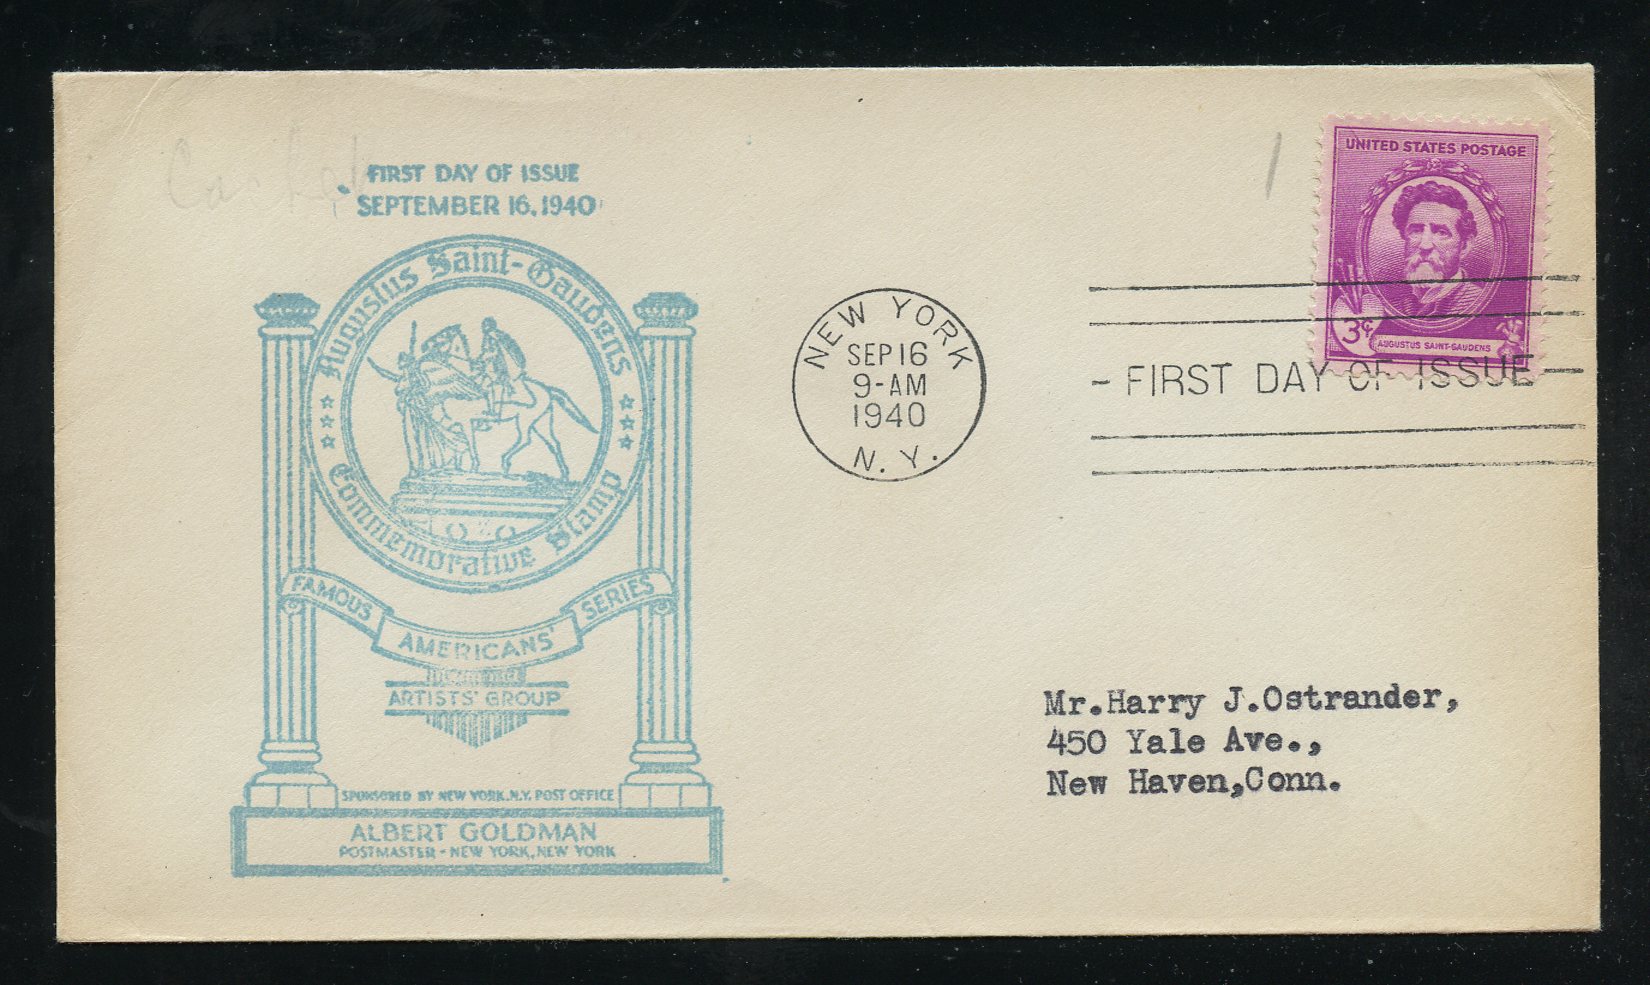 FIRST DAY OF ISSUE
SEPTEMBER 16, 1940
Augustus Saint-Gaudens
Commemorative Stamp
FAMOUS AMERICANS' SERIES
ARTISTS' GROUP
SPONSORED BY NEW YORK, N.Y. POST OFFICE
ALBERT GOLDMAN
POSTMASTER - NEW YORK, NEW YORK
NEW YORK
SEP 16
9-AM
1940
N. Y.
UNITED STATES POSTAGE
3¢
AUGUSTUS SAINT-GAUDENS
- FIRST DAY OF ISSUE -
Mr.Harry J.Ostrander,
450 Yale Ave.,
New Haven,Conn.